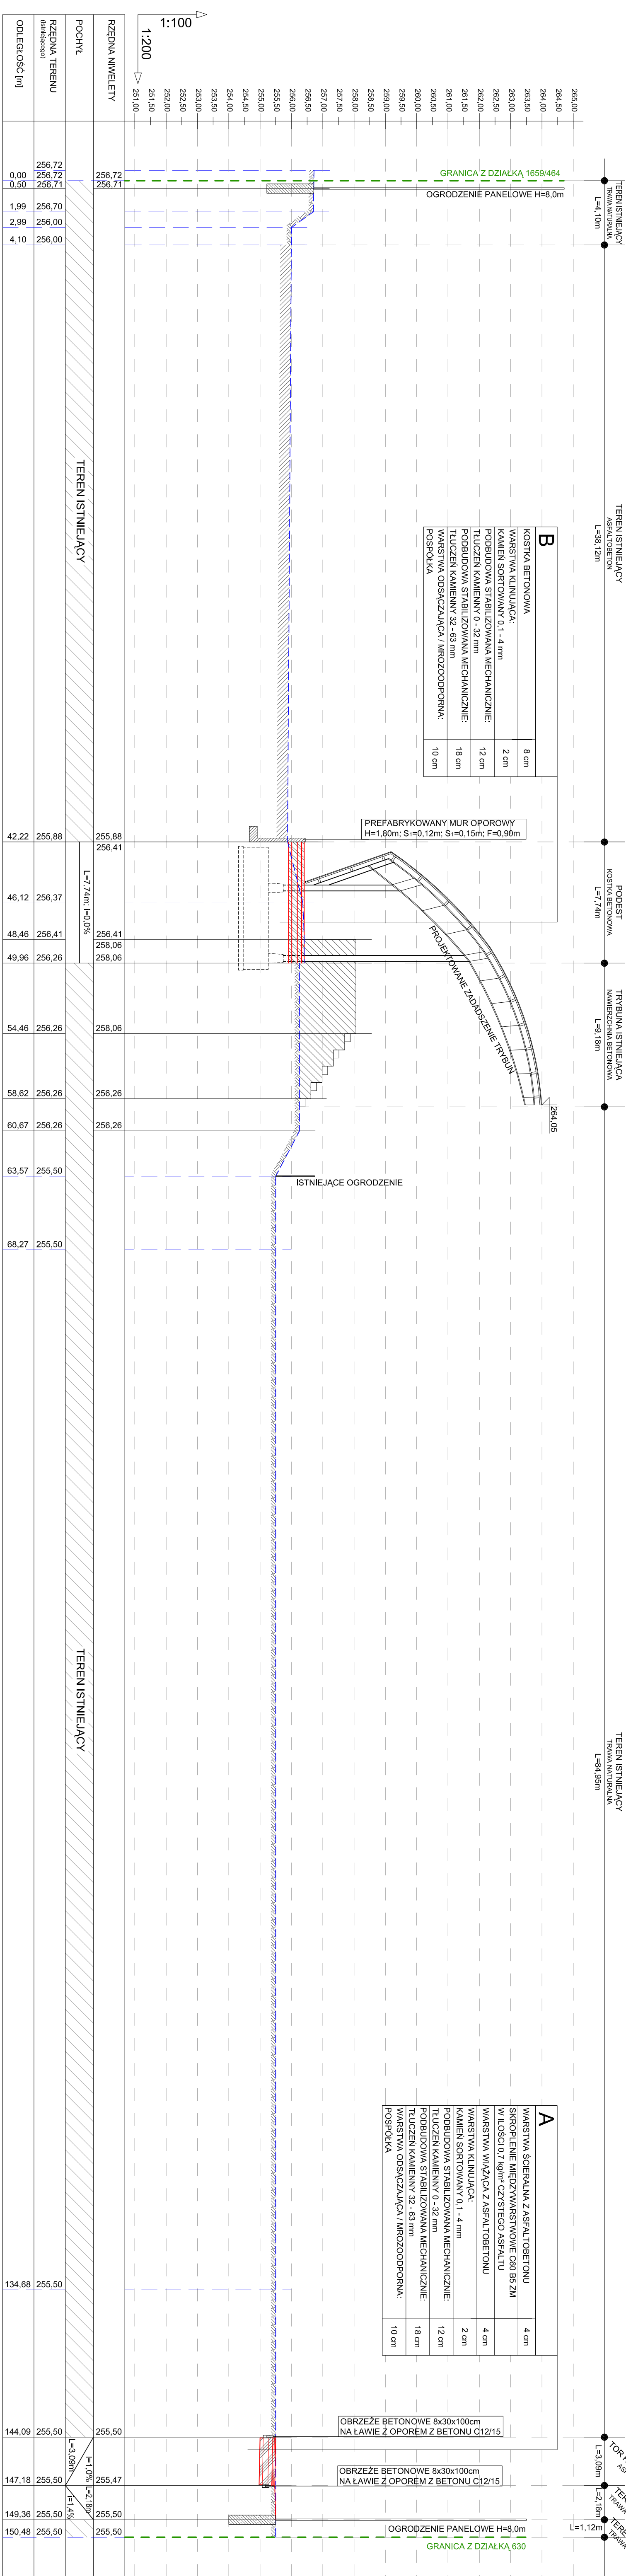 1:100
1:200
265,00
264,50
264,00
263,50
263,00
262,50
262,00
261,50
261,00
260,50
260,00
259,50
259,00
258,50
258,00
257,50
257,00
256,50
256,00
255,50
255,00
254,50
254,00
253,50
253,00
252,50
252,00
251,50
251,00
RZĘDNA NIWELETY
POCHYŁ
RZĘDNA TERENU
(istniejącego)
ODLEGŁOŚĆ [m]
TEREN ISTNIEJĄCY
TRAWA NATURALNA
L=4,10m
TEREN ISTNIEJĄCY
ASFALTOBETON
L=38,12m
PODEST
KOSTKA BETONOWA
L=7,74m
TRYBUNA ISTNIEJĄCA
NAWIERZCHNIA BETONOWA
L=9,18m
TEREN ISTNIEJĄCY
TRAWA NATURALNA
L=84,95m
L=3,09m
L=2,18m
L=1,12m
GRANICA Z DZIAŁKĄ 1659/464
OGRODZENIE PANELOWE H=8,0m
B
KOSTKA BETONOWA
8 cm
WARSTWA KLINUJĄCA:
KAMIEŃ SORTOWANY 0,1 - 4 mm
2 cm
PODBUDOWA STABILIZOWANA MECHANICZNIE:
TŁUCZEŃ KAMIENNY 0 - 32 mm
12 cm
PODBUDOWA STABILIZOWANA MECHANICZNIE:
TŁUCZEŃ KAMIENNY 32 - 63 mm
18 cm
WARSTWA ODSĄCZAJĄCA / MROZOODPORNA:
POSPÓŁKA
10 cm
PREFABRYKOWANY MUR OPOROWY
H=1,80m; S1=0,12m; S1=0,15m; F=0,90m
PROJEKTOWANE ZADASZENIE TRYBUN
264,05
ISTNIEJĄCE OGRODZENIE
A
WARSTWA ŚCIERALNA Z ASFALTOBETONU
4 cm
SKROPLENIE MIĘDZYWARSTWOWE C60 B5 ZM
W ILOŚCI 0,7 kg/m² CZYSTEGO ASFALTU
WARSTWA WIĄŻĄCA Z ASFALTOBETONU
4 cm
WARSTWA KLINUJĄCA:
KAMIEŃ SORTOWANY 0,1 - 4 mm
2 cm
PODBUDOWA STABILIZOWANA MECHANICZNIE:
TŁUCZEŃ KAMIENNY 0 - 32 mm
12 cm
PODBUDOWA STABILIZOWANA MECHANICZNIE:
TŁUCZEŃ KAMIENNY 32 - 63 mm
18 cm
WARSTWA ODSĄCZAJĄCA / MROZOODPORNA:
POSPÓŁKA
10 cm
OBRZEŻE BETONOWE 8x30x100cm
NA ŁAWIE Z OPOREM Z BETONU C12/15
OBRZEŻE BETONOWE 8x30x100cm
NA ŁAWIE Z OPOREM Z BETONU C12/15
OGRODZENIE PANELOWE H=8,0m
GRANICA Z DZIAŁKĄ 630
256,72
0,00 256,72 256,72
0,50 256,71 256,71
1,99 256,70
2,99 256,00
4,10 256,00
TEREN ISTNIEJĄCY
42,22 255,88 255,88
256,41
L=7,74m; i=0,0%
46,12 256,37
48,46 256,41 256,41
258,06
49,96 256,26 258,06
54,46 256,26
58,62 256,26 256,26
60,67 256,26 256,26
63,57 255,50
68,27 255,50
TEREN ISTNIEJĄCY
134,68 255,50
144,09 255,50 255,50
L=3,09m i=1,0%
147,18 255,50 255,47
L=2,18m i=1,4%
149,36 255,50 255,50
150,48 255,50 255,50